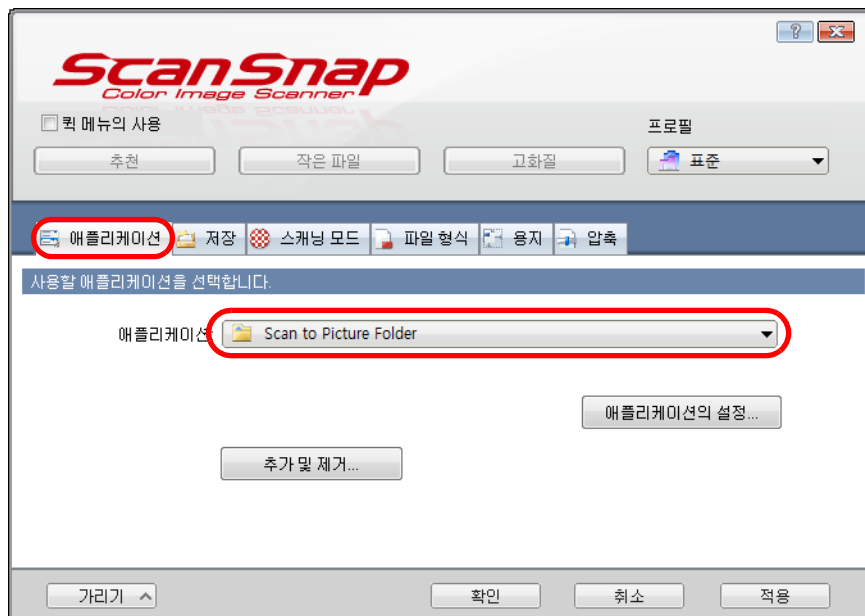 ScanSnap
Color Image Scanner
퀵 메뉴의 사용
프로필
추천 작은 파일 고화질 표준
애플리케이션 저장 스캐닝 모드 파일 형식 용지 압축
사용할 애플리케이션을 선택합니다.
애플리케이션: Scan to Picture Folder
애플리케이션의 설정...
추가 및 제거...
가리기 확인 취소 적용